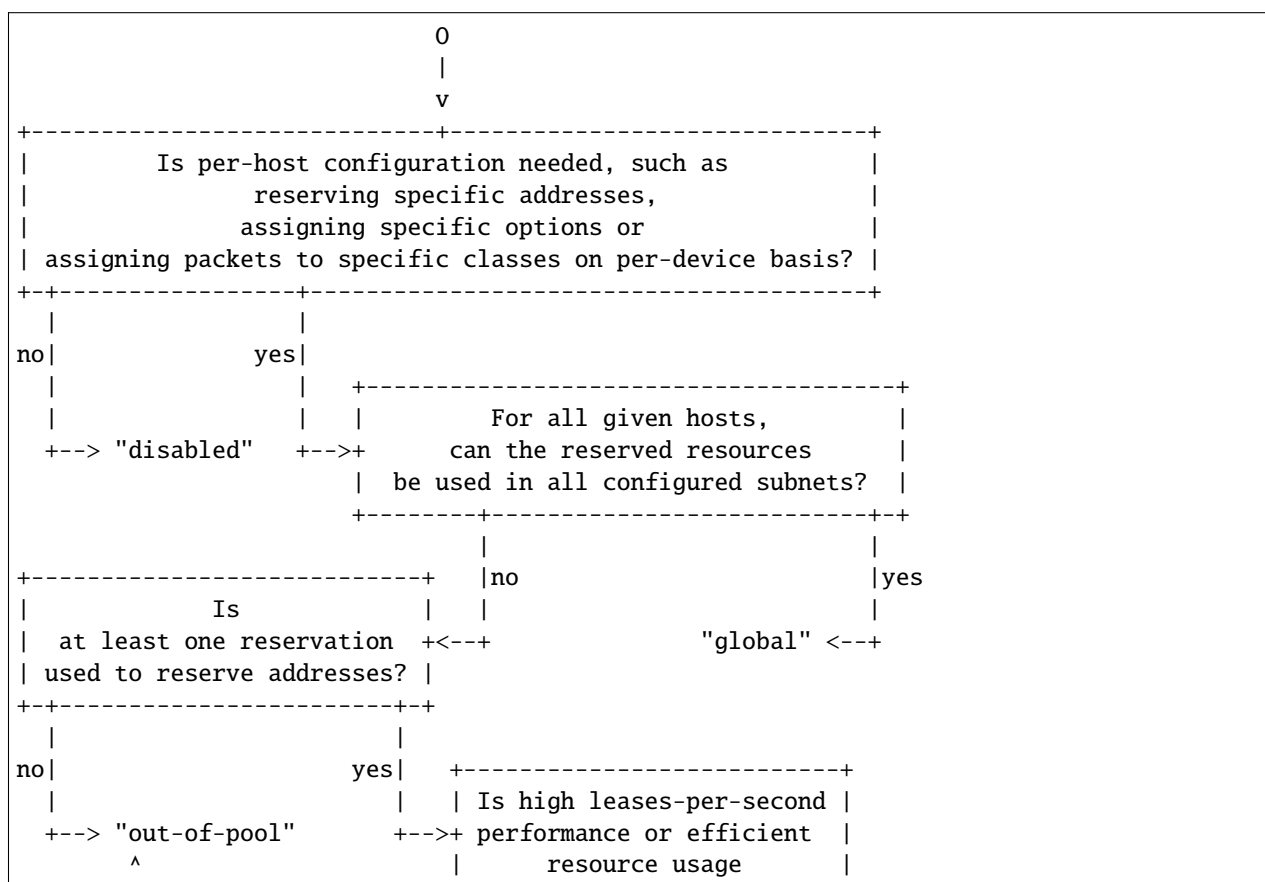 O
|
v
+-----------------------------+------------------------------+
|         Is per-host configuration needed, such as          |
|                reserving specific addresses,               |
|               assigning specific options or                |
| assigning packets to specific classes on per-device basis? |
+-+-----------------+----------------------------------------+
  |                 |
no|              yes|
  |                 |   +--------------------------------------+
  |                 |   |         For all given hosts,         |
  +--> "disabled"   +-->+      can the reserved resources      |
                        |  be used in all configured subnets?  |
                        +--------+---------------------------+-+
                                 |                           |
+----------------------------+   |no                         |yes
|             Is             |   |                           |
|  at least one reservation  +<--+               "global" <--+
| used to reserve addresses? |
+-+------------------------+-+
  |                        |
no|                     yes|   +---------------------------+
  |                        |   | Is high leases-per-second |
  +--> "out-of-pool"       +-->+ performance or efficient  |
        ^                      |      resource usage       |